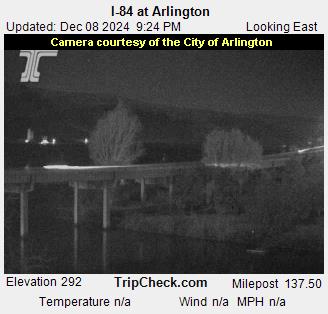 I-84 at Arlington
Updated: Dec 08 2024 9:24 PM Looking East
Camera courtesy of the City of Arlington
Elevation 292 TripCheck.com Milepost 137.50
Temperature n/a Wind n/a MPH n/a